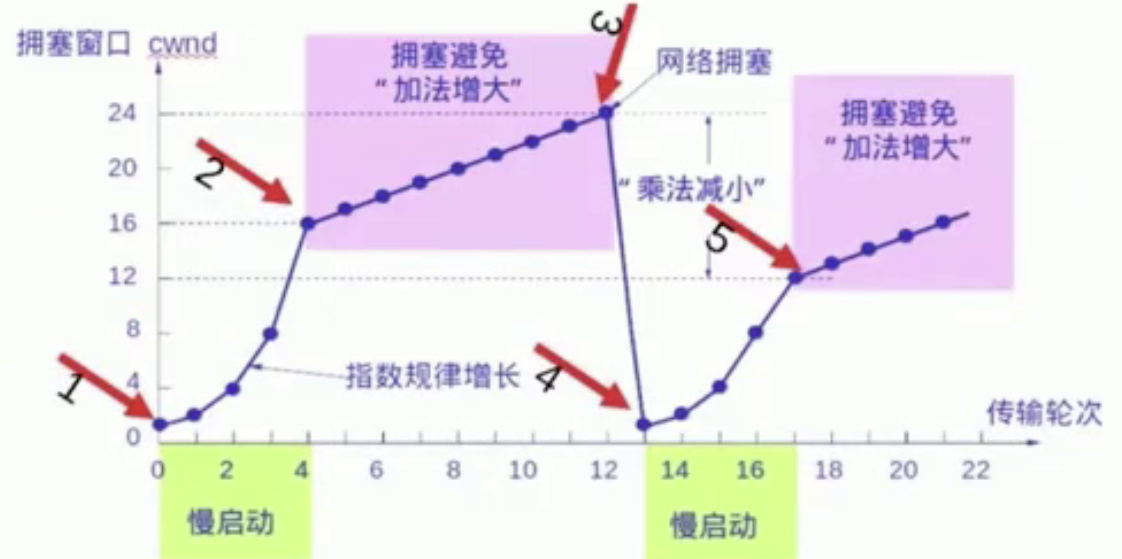 拥塞窗口 cwnd
拥塞避免
“加法增大”
3
网络拥塞
拥塞避免
“加法增大”
24
2
20
“乘法减小”
16
5
12
8
1
4
指数规律增长
4
传输轮次
0
0 2 4 6 8 10 12 14 16 18 20 22
慢启动
慢启动